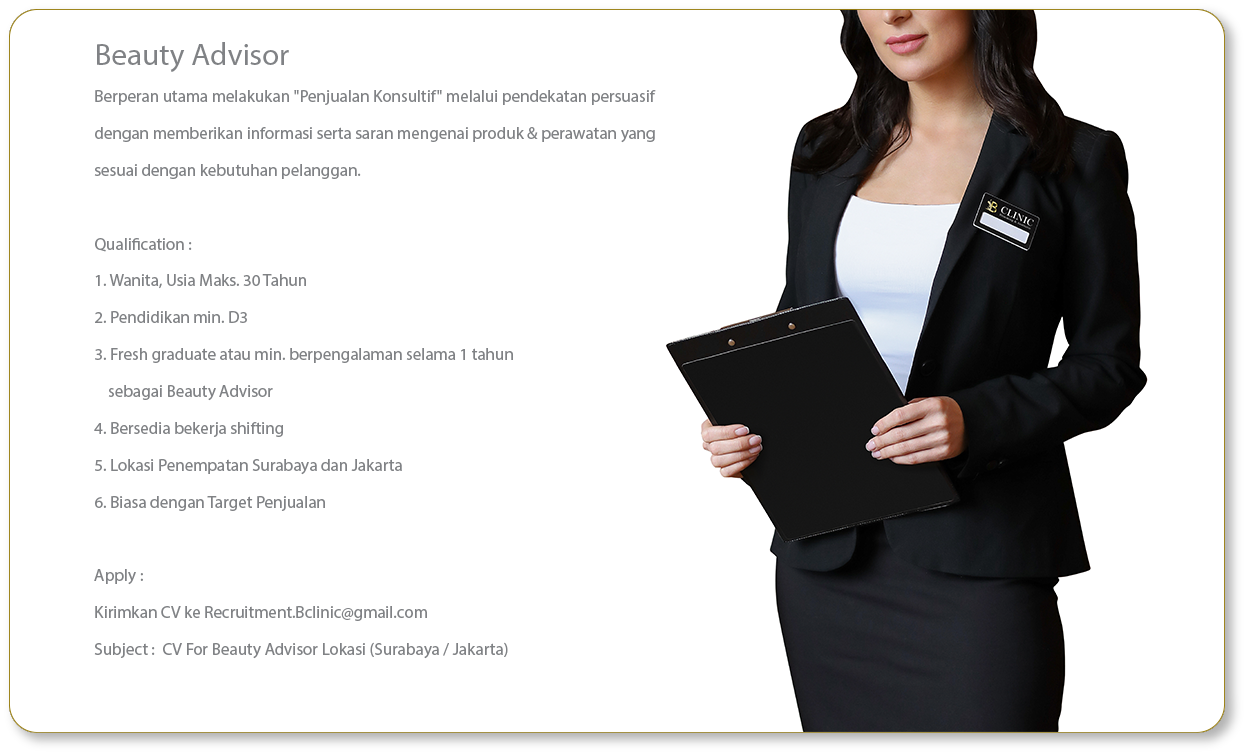 Beauty Advisor
Berperan utama melakukan "Penjualan Konsultif" melalui pendekatan persuasif
dengan memberikan informasi serta saran mengenai produk & perawatan yang
sesuai dengan kebutuhan pelanggan.
Qualification :
1. Wanita, Usia Maks. 30 Tahun
2. Pendidikan min. D3
3. Fresh graduate atau min. berpengalaman selama 1 tahun
sebagai Beauty Advisor
4. Bersedia bekerja shifting
5. Lokasi Penempatan Surabaya dan Jakarta
6. Biasa dengan Target Penjualan
Apply :
Kirimkan CV ke Recruitment.Bclinic@gmail.com
Subject :  CV For Beauty Advisor Lokasi (Surabaya / Jakarta)
B CLINIC